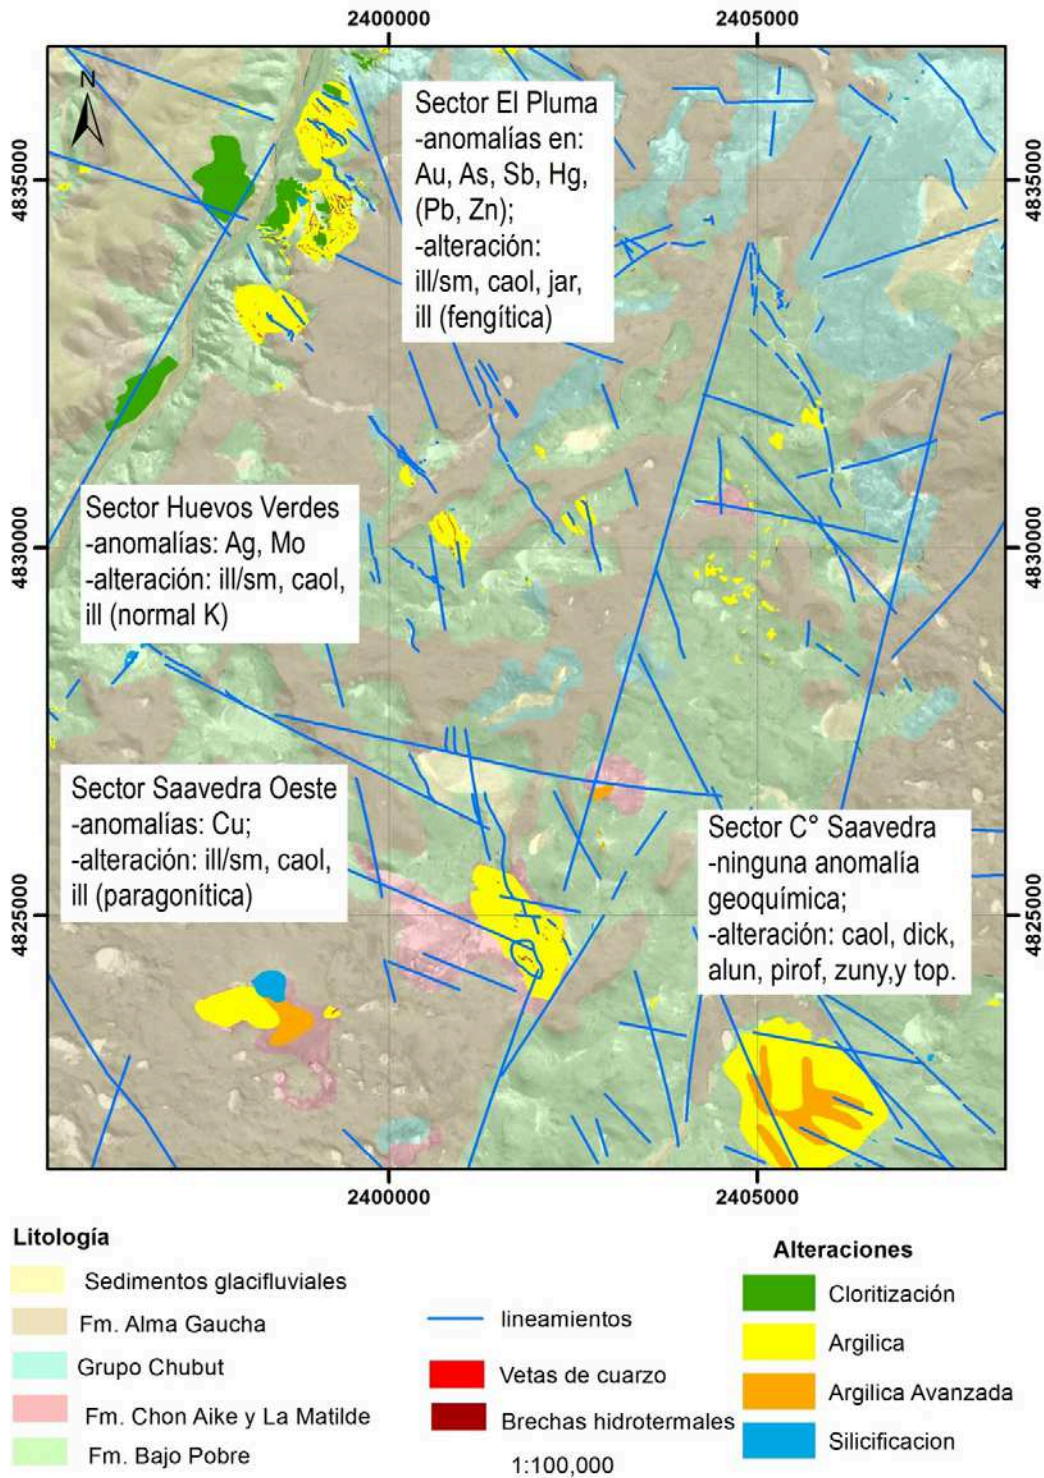 2400000
2405000
N
4835000
4835000
Sector El Pluma
-anomalías en:
Au, As, Sb, Hg,
(Pb, Zn);
-alteración:
ill/sm, caol, jar,
ill (fengítica)
Sector Huevos Verdes
-anomalías: Ag, Mo
-alteración: ill/sm, caol,
ill (normal K)
4830000
4830000
Sector Saavedra Oeste
-anomalías: Cu;
-alteración: ill/sm, caol,
ill (paragonítica)
Sector C° Saavedra
-ninguna anomalía
geoquímica;
-alteración: caol, dick,
alun, pirof, zuny,y top.
4825000
4825000
2400000
2405000
Litología
Sedimentos glacifluviales
Fm. Alma Gaucha
Grupo Chubut
Fm. Chon Aike y La Matilde
Fm. Bajo Pobre
lineamientos
Vetas de cuarzo
Brechas hidrotermales
1:100,000
Alteraciones
Cloritización
Argilica
Argilica Avanzada
Silicificacion